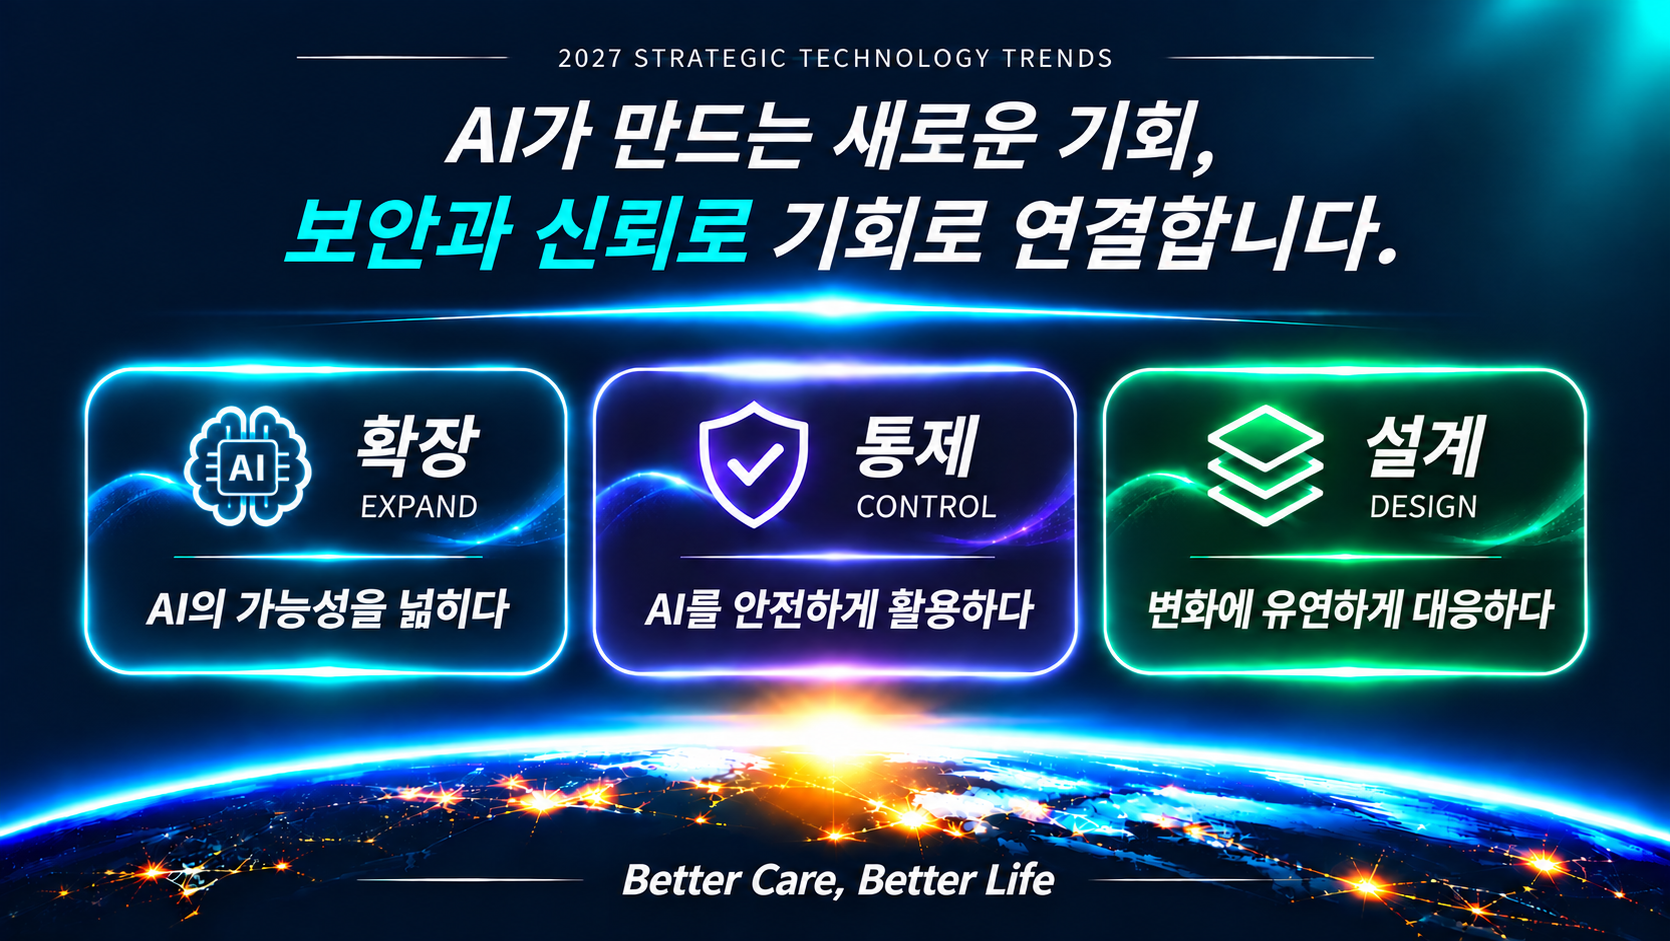 2027 STRATEGIC TECHNOLOGY TRENDS
AI가 만드는 새로운 기회,
보안과 신뢰로 기회로 연결합니다.
AI
확장
EXPAND
AI의 가능성을 넓히다
통제
CONTROL
AI를 안전하게 활용하다
설계
DESIGN
변화에 유연하게 대응하다
Better Care, Better Life